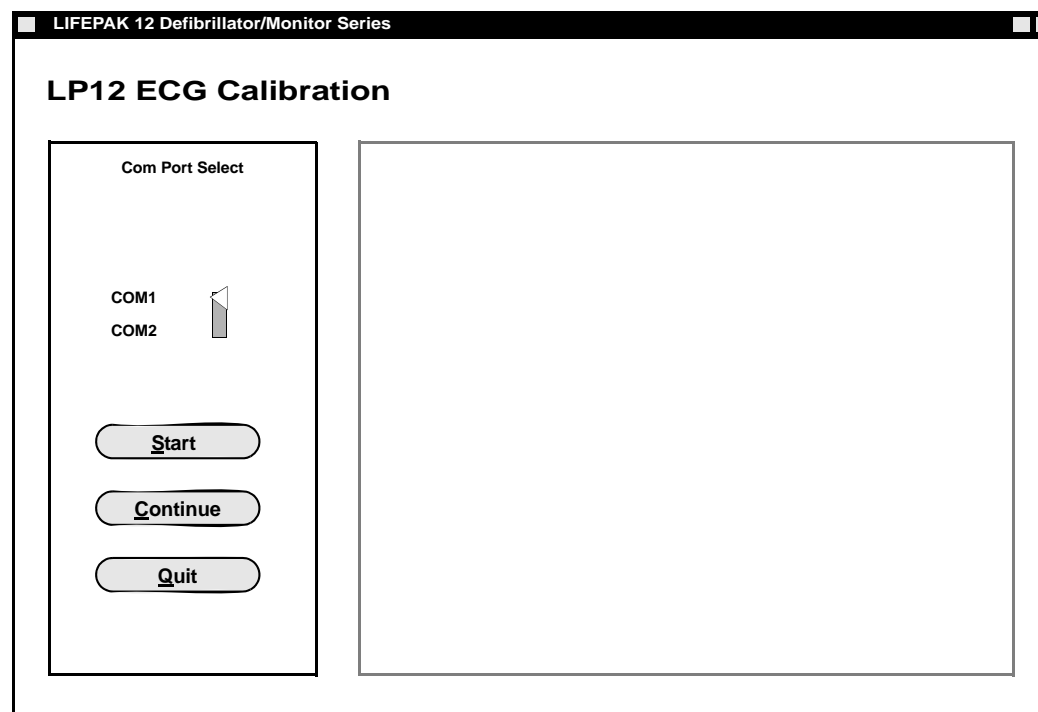 LIFEPAK 12 Defibrillator/Monitor Series
LP12 ECG Calibration
Com Port Select
COM1
COM2
Start
Continue
Quit